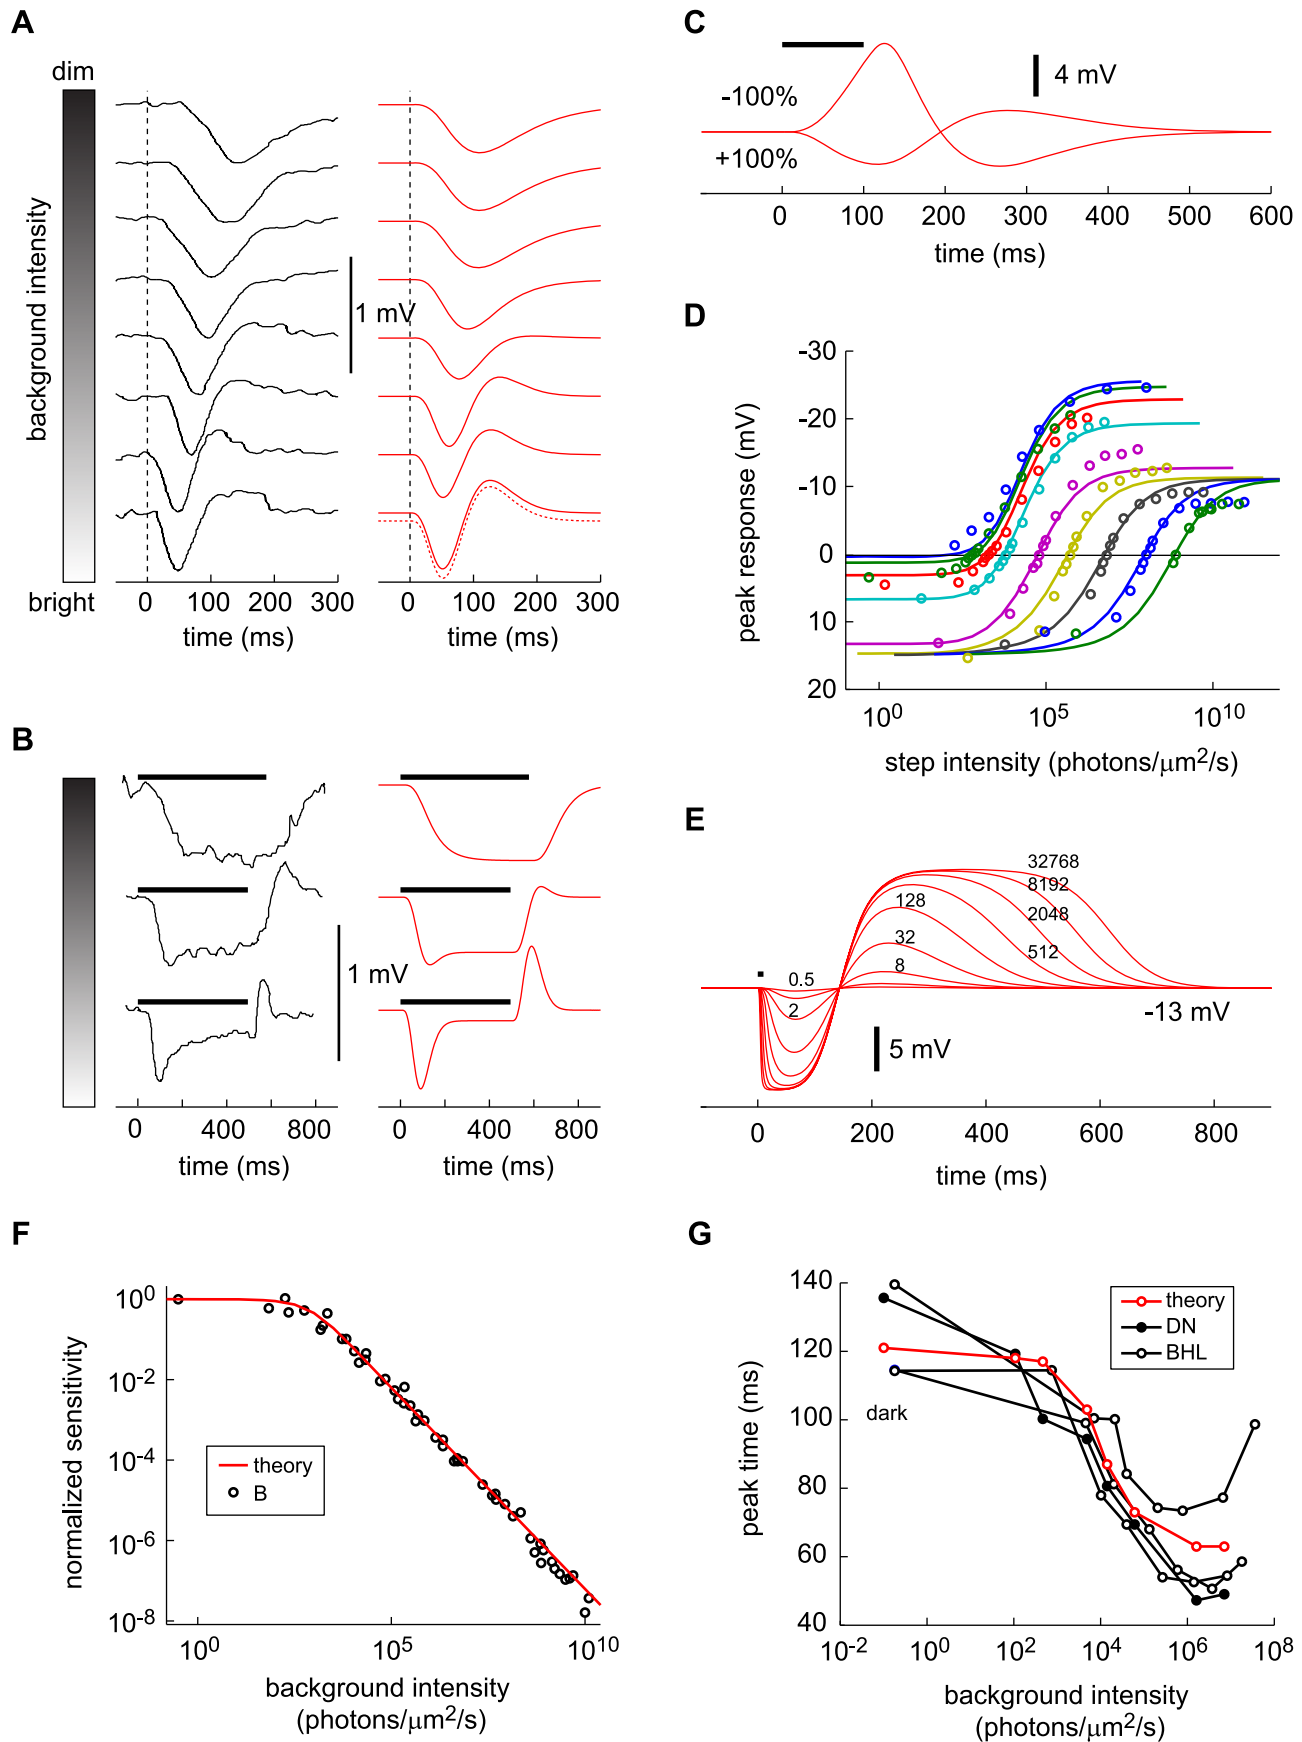 A
dim
background intensity
bright
1 mV
0 100 200 300
time (ms)
0 100 200 300
time (ms)
B
1 mV
0 400 800
time (ms)
0 400 800
time (ms)
C
-100%
+100%
4 mV
0 100 200 300 400 500 600
time (ms)
D
peak response (mV)
-30
-20
-10
0
10
20
10^0 10^5 10^10
step intensity (photons/μm^2/s)
E
32768
8192
2048
512
128
32
8
0.5
2
-13 mV
5 mV
0 200 400 600 800
time (ms)
F
normalized sensitivity
10^0
10^-2
10^-4
10^-6
10^-8
theory
B
10^0 10^5 10^10
background intensity
(photons/μm^2/s)
G
peak time (ms)
140
120
100
80
60
40
theory
DN
BHL
dark
10^-2 10^0 10^2 10^4 10^6 10^8
background intensity
(photons/μm^2/s)